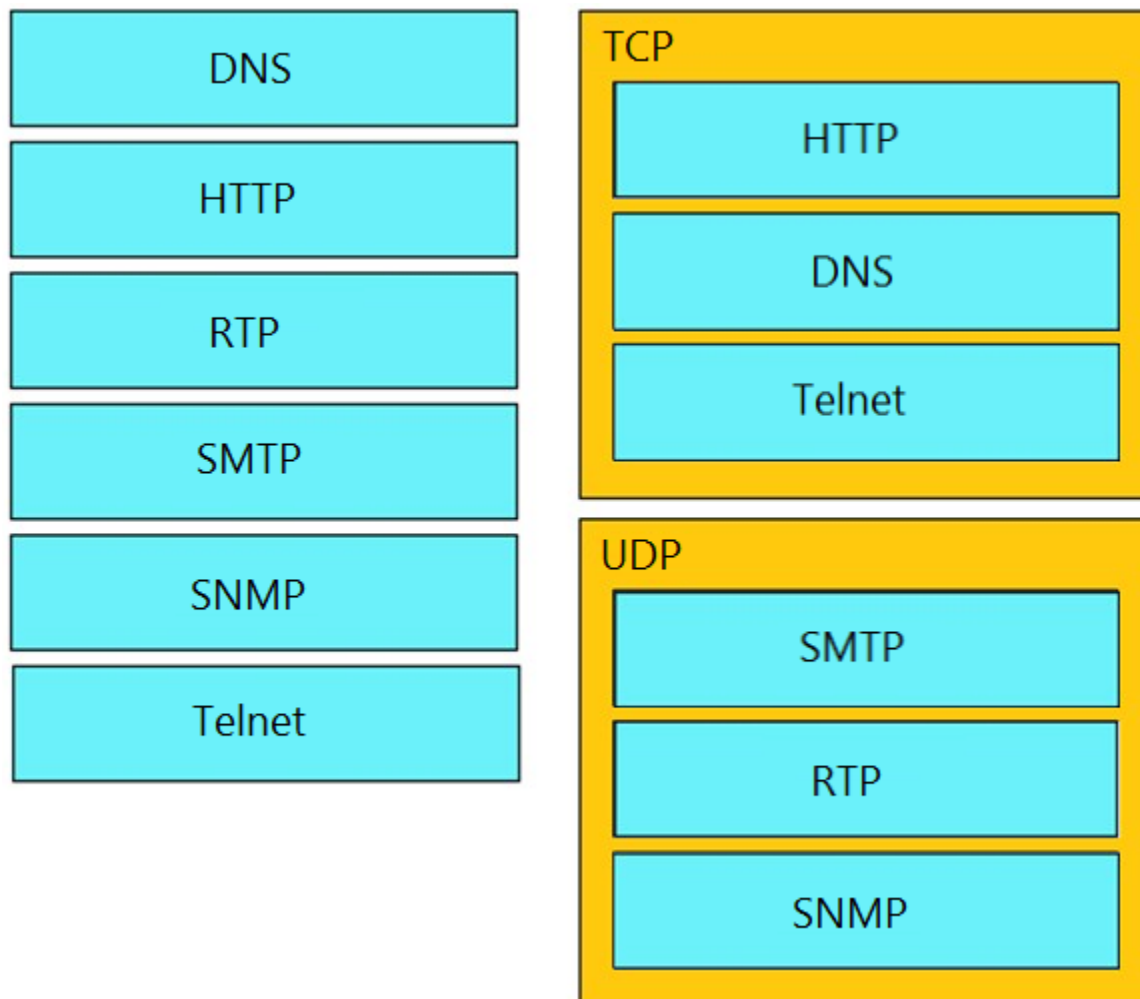 DNS
HTTP
RTP
SMTP
SNMP
Telnet
TCP
HTTP
DNS
Telnet
UDP
SMTP
RTP
SNMP